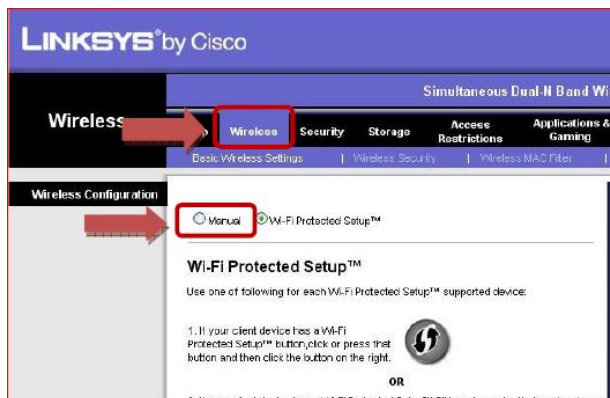 LINKSYS® by Cisco
Simultaneous Dual-N Band Wi
Wireless
Wireless
Security
Storage
Access Restrictions
Applications & Gaming
Basic Wireless Settings | Wireless Security | Wireless MAC Filter |
Wireless Configuration
Manual
Wi-Fi Protected Setup™
Wi-Fi Protected Setup™
Use one of following for each Wi-Fi Protected Setup™ supported device:
1. If your client device has a Wi-Fi
Protected Setup™ button,click or press that
button and then click the button on the right.
OR